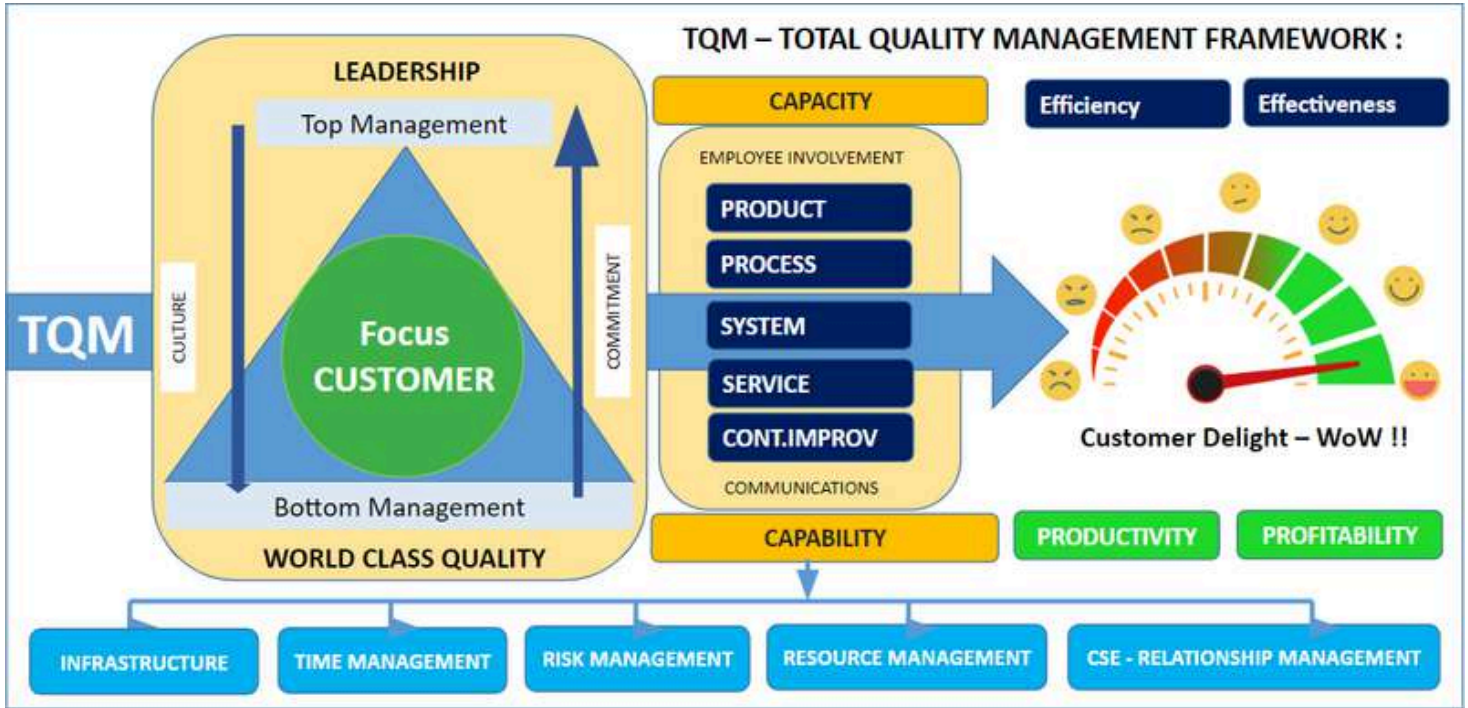 TQM – TOTAL QUALITY MANAGEMENT FRAMEWORK :
TQM
LEADERSHIP
Top Management
CULTURE
Focus
CUSTOMER
COMMITMENT
Bottom Management
WORLD CLASS QUALITY
CAPACITY
EMPLOYEE INVOLVEMENT
PRODUCT
PROCESS
SYSTEM
SERVICE
CONT.IMPROV
COMMUNICATIONS
CAPABILITY
Efficiency
Effectiveness
Customer Delight – WoW !!
PRODUCTIVITY
PROFITABILITY
INFRASTRUCTURE
TIME MANAGEMENT
RISK MANAGEMENT
RESOURCE MANAGEMENT
CSE - RELATIONSHIP MANAGEMENT